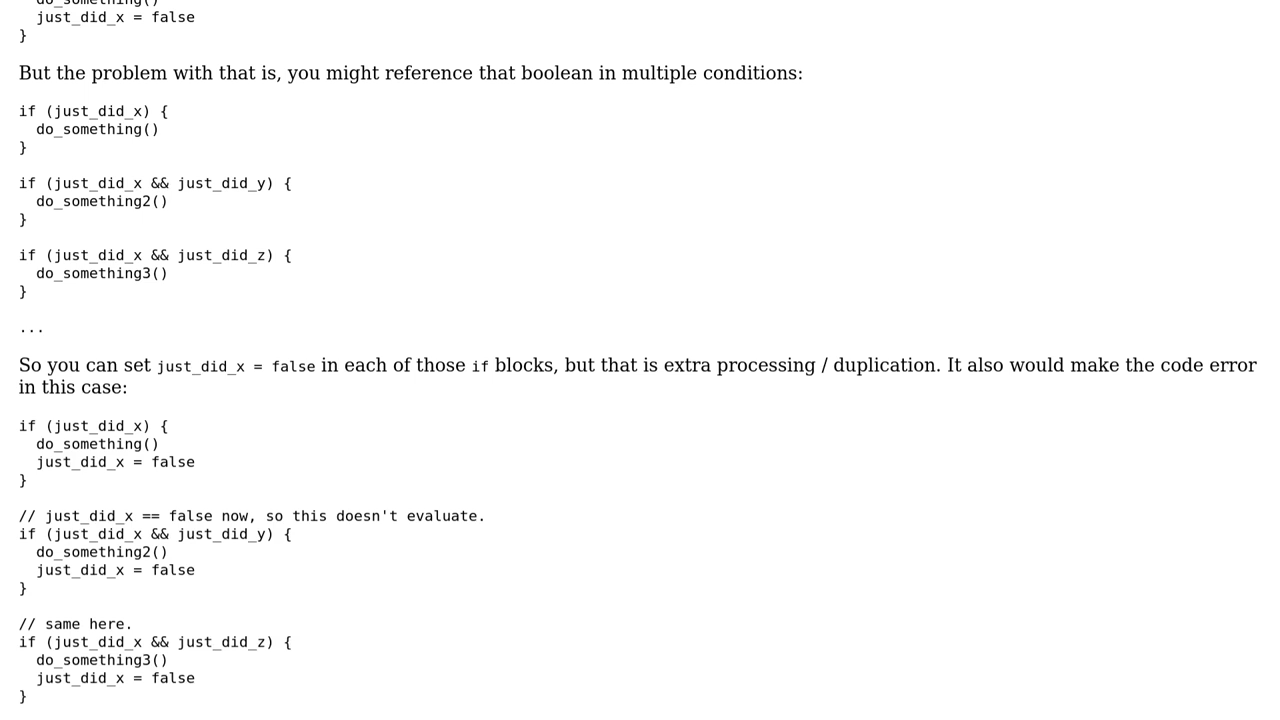 do_something()
  just_did_x = false
}
But the problem with that is, you might reference that boolean in multiple conditions:
if (just_did_x) {
  do_something()
}
if (just_did_x && just_did_y) {
  do_something2()
}
if (just_did_x && just_did_z) {
  do_something3()
}
...
So you can set just_did_x = false in each of those if blocks, but that is extra processing / duplication. It also would make the code error
in this case:
if (just_did_x) {
  do_something()
  just_did_x = false
}
// just_did_x == false now, so this doesn't evaluate.
if (just_did_x && just_did_y) {
  do_something2()
  just_did_x = false
}
// same here.
if (just_did_x && just_did_z) {
  do_something3()
  just_did_x = false
}